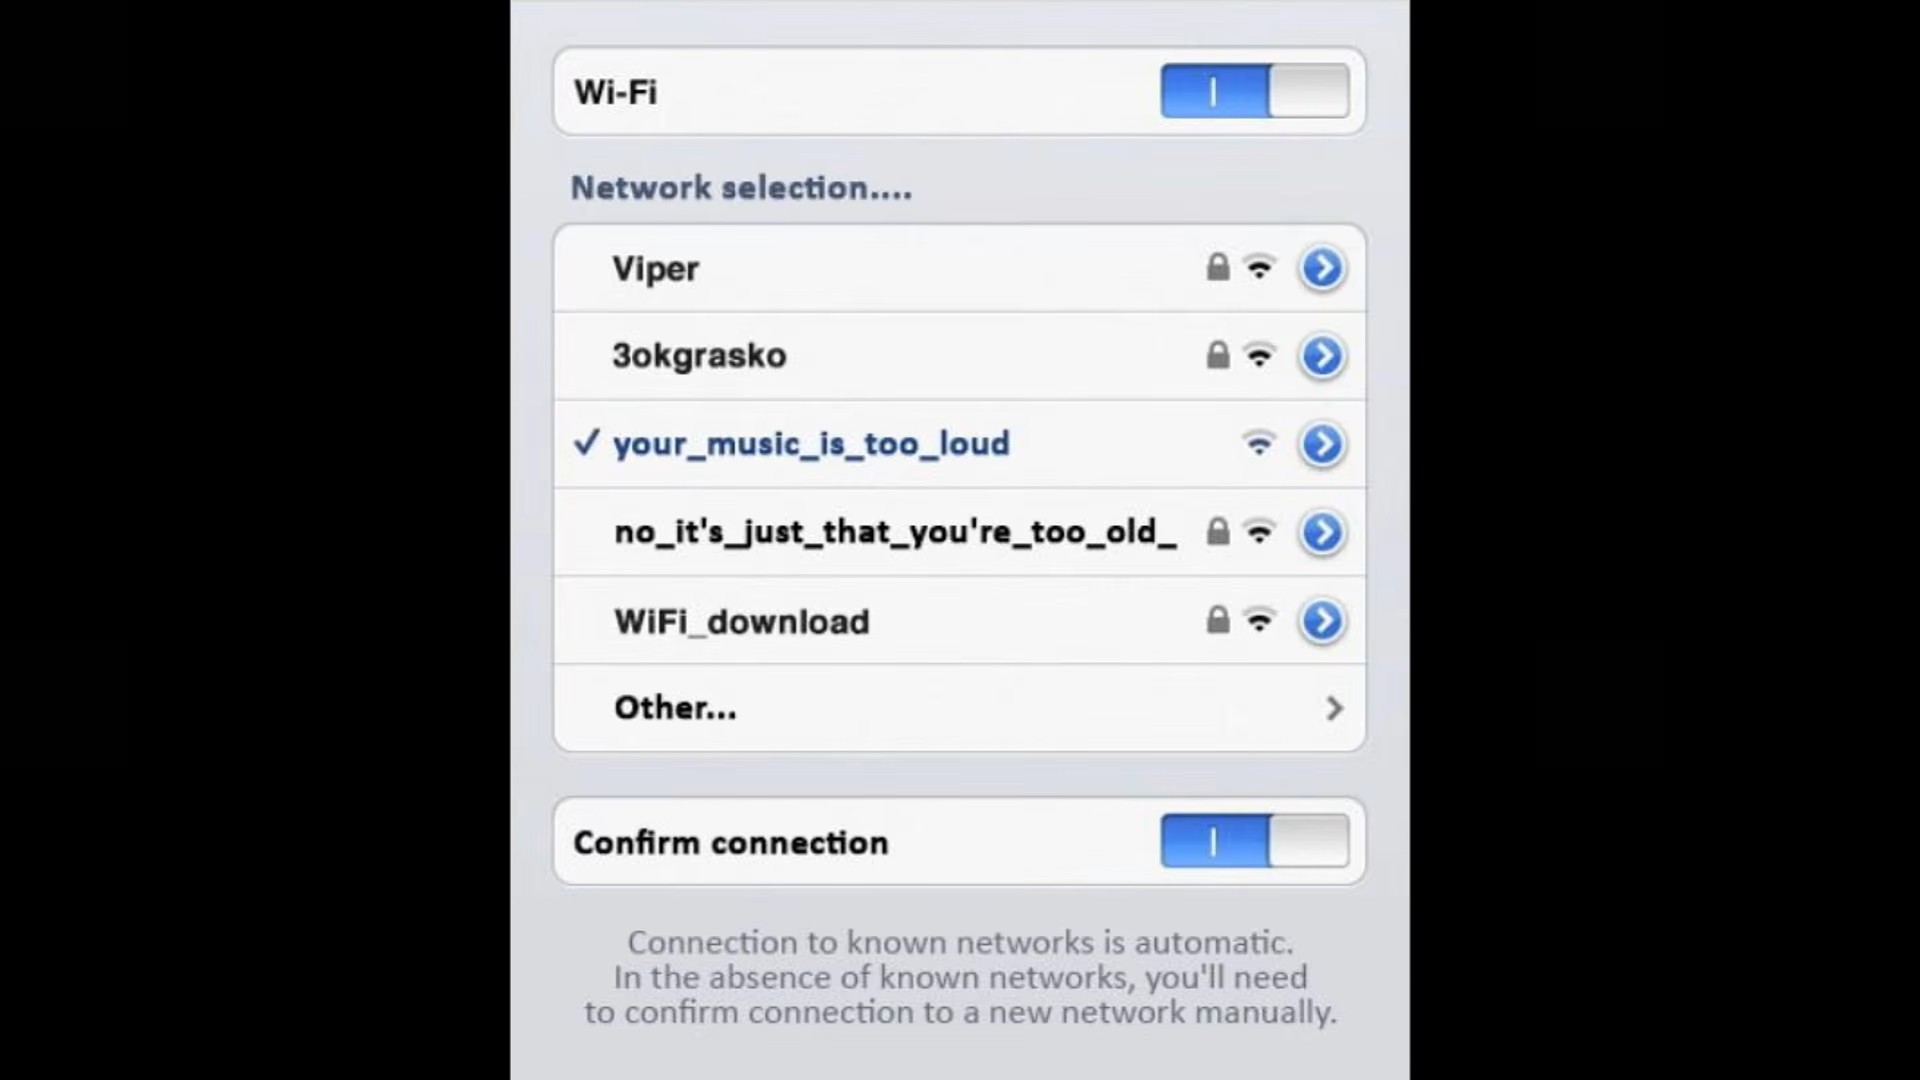 Wi-Fi
Network selection....
Viper
3okgrasko
your_music_is_too_loud
no_it's_just_that_you're_too_old_
WiFi_download
Other...
Confirm connection
Connection to known networks is automatic.
In the absence of known networks, you'll need
to confirm connection to a new network manually.